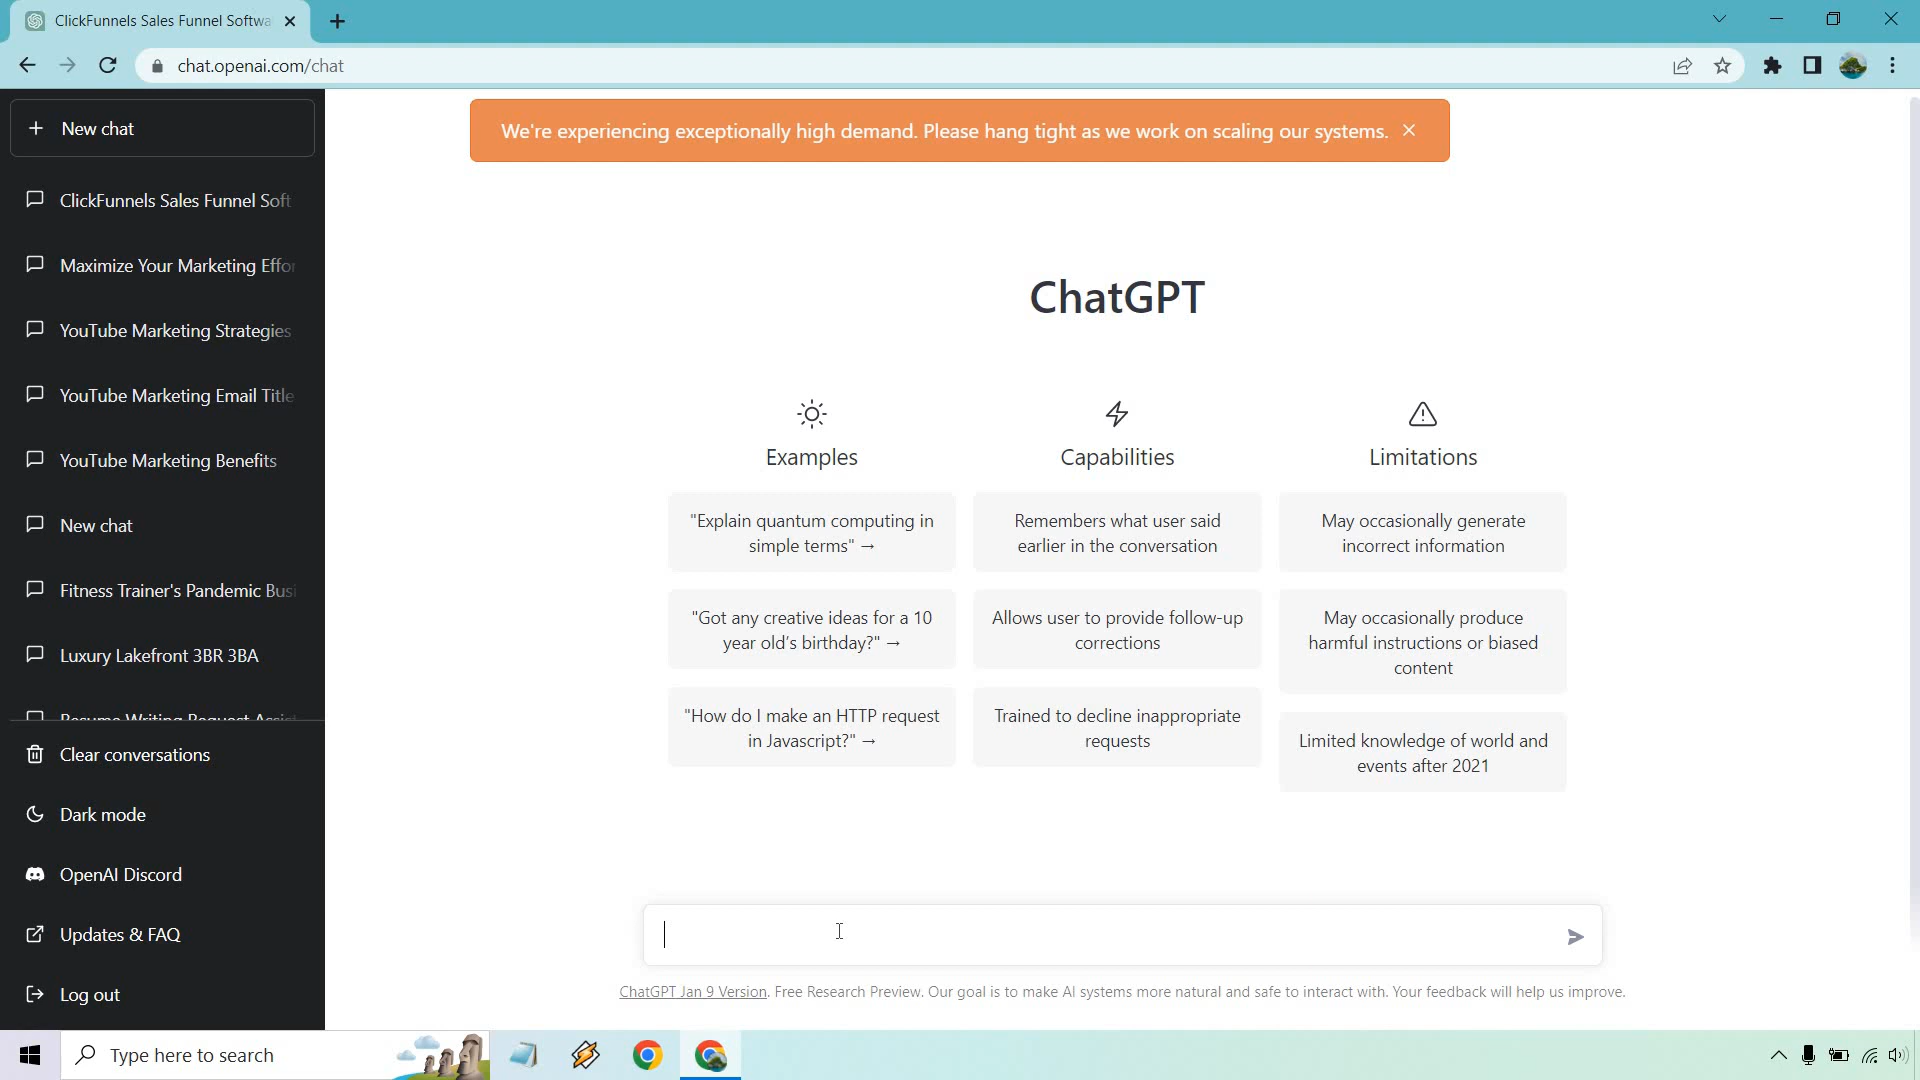 ClickFunnels Sales Funnel Softwa
chat.openai.com/chat
New chat
ClickFunnels Sales Funnel Soft
Maximize Your Marketing Effor
YouTube Marketing Strategies
YouTube Marketing Email Title
YouTube Marketing Benefits
New chat
Fitness Trainer's Pandemic Busi
Luxury Lakefront 3BR 3BA
Resume Writing Request Assist
Clear conversations
Dark mode
OpenAI Discord
Updates & FAQ
Log out
We're experiencing exceptionally high demand. Please hang tight as we work on scaling our systems.
ChatGPT
Examples
"Explain quantum computing in
simple terms" →
"Got any creative ideas for a 10
year old's birthday?" →
"How do I make an HTTP request
in Javascript?" →
Capabilities
Remembers what user said
earlier in the conversation
Allows user to provide follow-up
corrections
Trained to decline inappropriate
requests
Limitations
May occasionally generate
incorrect information
May occasionally produce
harmful instructions or biased
content
Limited knowledge of world and
events after 2021
ChatGPT Jan 9 Version. Free Research Preview. Our goal is to make AI systems more natural and safe to interact with. Your feedback will help us improve.
Type here to search